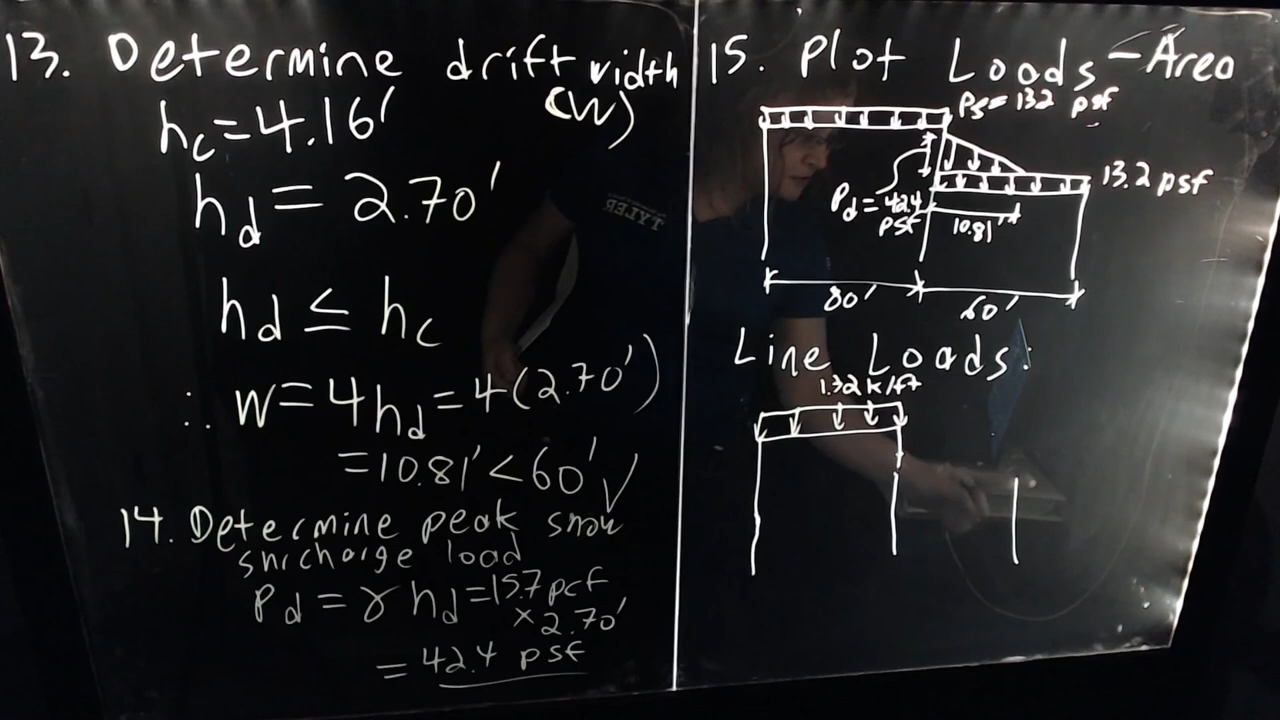 13. Determine drift width
(W)
hc = 4.16'
hd = 2.70'
hd ≤ hc
∴ W = 4hd = 4(2.70')
= 10.81' < 60' ✓
14. Determine peak snow
surcharge load
Pd = γ hd = 15.7 pcf
× 2.70'
= 42.4 psf
15. Plot Loads - Area
Ps = 13.2 psf
13.2 psf
Pd = 42.4
psf
10.81'
80'
60'
Line Loads:
1.32 k/ft
TYLER